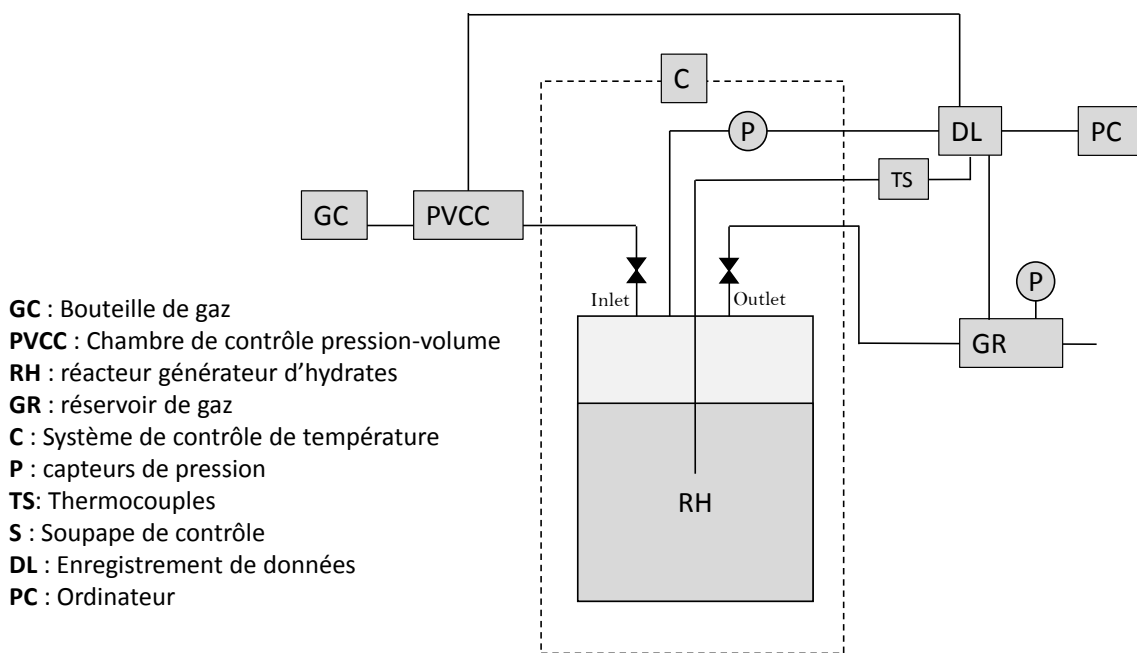 C
P
DL
PC
TS
GC
PVCC
P
Inlet
Outlet
GR
RH
GC : Bouteille de gaz
PVCC : Chambre de contrôle pression-volume
RH : réacteur générateur d’hydrates
GR : réservoir de gaz
C : Système de contrôle de température
P : capteurs de pression
TS: Thermocouples
S : Soupape de contrôle
DL : Enregistrement de données
PC : Ordinateur